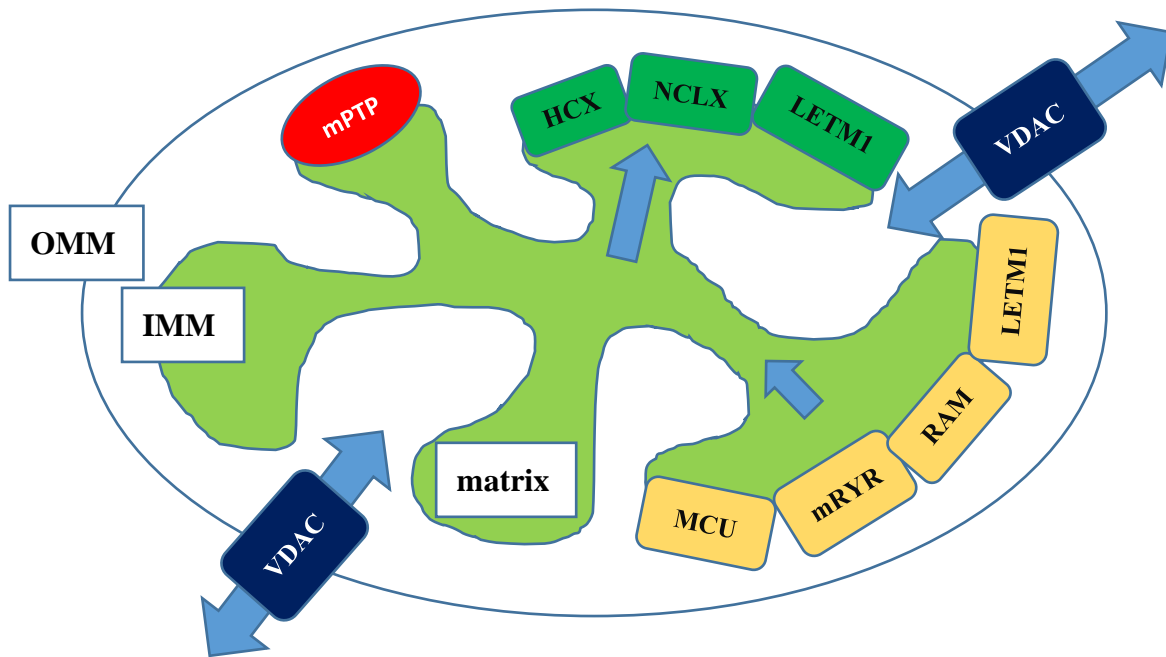 mPTP
HCX
NCLX
LETM1
VDAC
OMM
IMM
LETM1
RAM
mRYR
MCU
matrix
VDAC